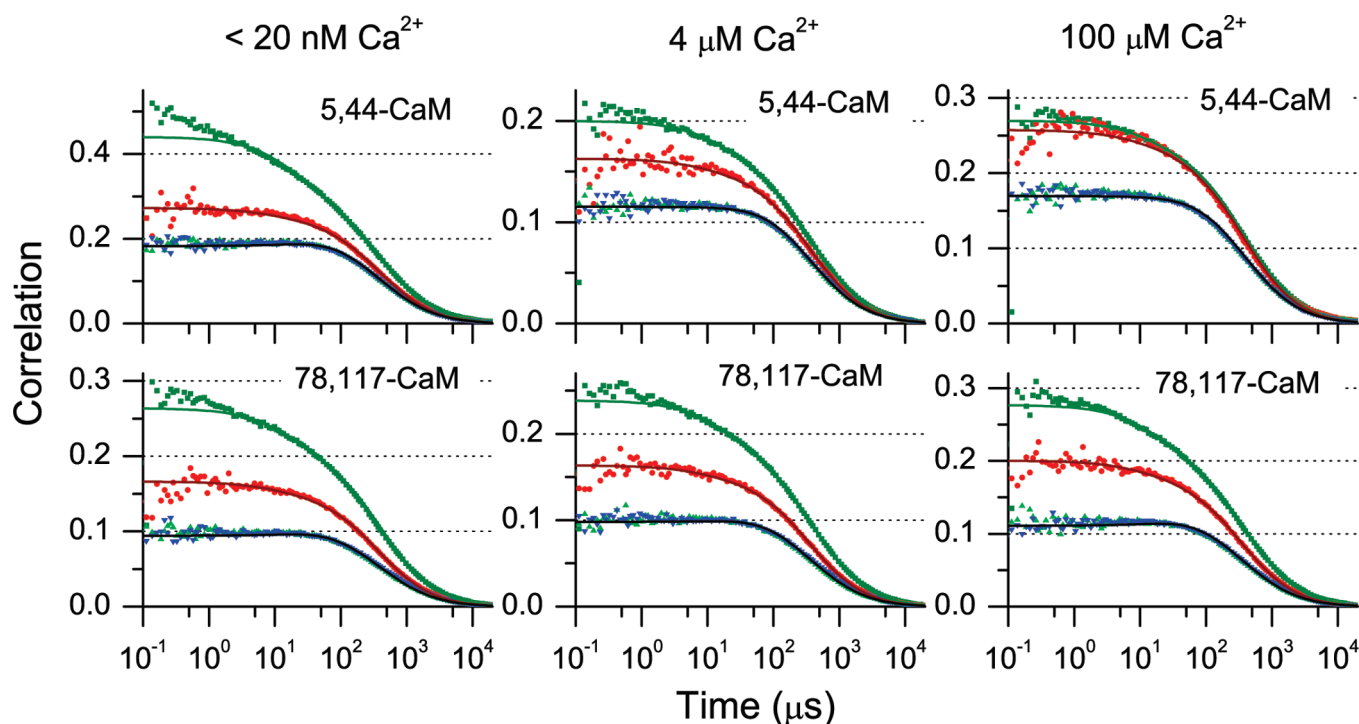 < 20 nM Ca²⁺
4 μM Ca²⁺
100 μM Ca²⁺
Correlation
5,44-CaM
0.4
0.2
0.0
5,44-CaM
0.2
0.1
0.0
5,44-CaM
0.3
0.2
0.1
0.0
78,117-CaM
0.3
0.2
0.1
0.0
10⁻¹ 10⁰ 10¹ 10² 10³ 10⁴
78,117-CaM
0.2
0.1
0.0
10⁻¹ 10⁰ 10¹ 10² 10³ 10⁴
78,117-CaM
0.3
0.2
0.1
0.0
10⁻¹ 10⁰ 10¹ 10² 10³ 10⁴
Time (μs)